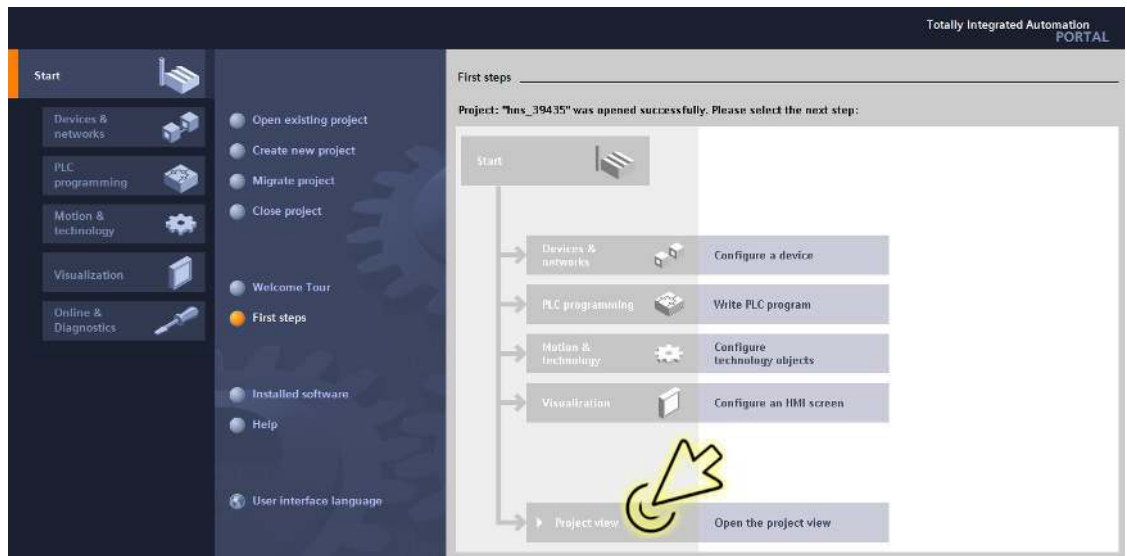 Totally Integrated Automation
PORTAL
Start
Devices &
networks
PLC
programming
Motion &
technology
Visualization
Online &
Diagnostics
Open existing project
Create new project
Migrate project
Close project
Welcome Tour
First steps
Installed software
Help
User interface language
First steps
Project: "hns_39435" was opened successfully. Please select the next step:
Start
Devices &
networks
Configure a device
PLC programming
Write PLC program
Motion &
technology
Configure
technology objects
Visualization
Configure an HMI screen
Project view
Open the project view